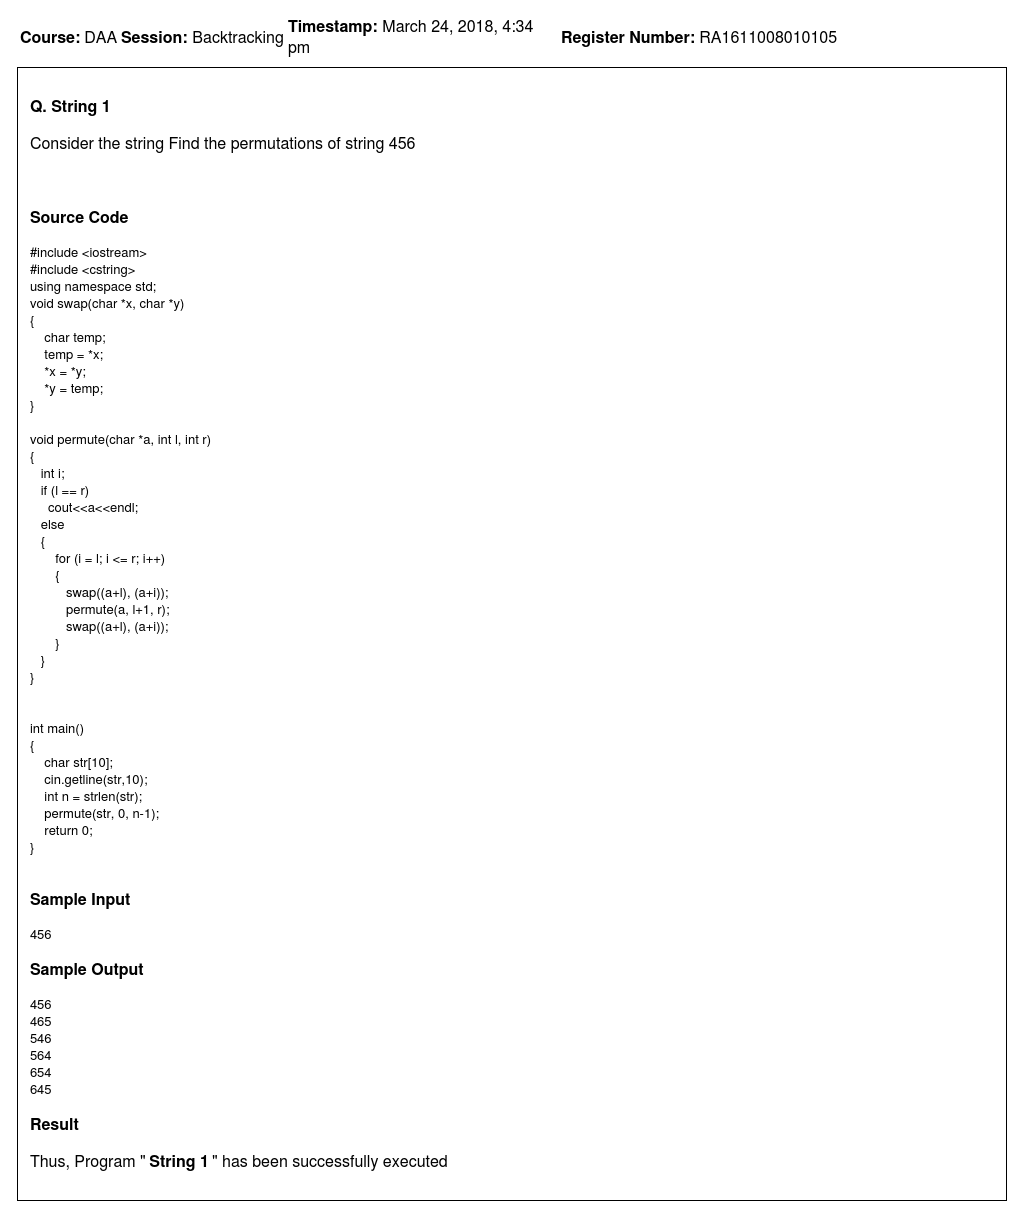 Course: DAA Session: Backtracking Timestamp: March 24, 2018, 4:34 pm Register Number: RA1611008010105
Q. String 1
Consider the string Find the permutations of string 456
Source Code
#include <iostream>
#include <cstring>
using namespace std;
void swap(char *x, char *y)
{
    char temp;
    temp = *x;
    *x = *y;
    *y = temp;
}
void permute(char *a, int l, int r)
{
   int i;
   if (l == r)
     cout<<a<<endl;
   else
   {
       for (i = l; i <= r; i++)
       {
          swap((a+l), (a+i));
          permute(a, l+1, r);
          swap((a+l), (a+i));
       }
   }
}
int main()
{
    char str[10];
    cin.getline(str,10);
    int n = strlen(str);
    permute(str, 0, n-1);
    return 0;
}
Sample Input
456
Sample Output
456
465
546
564
654
645
Result
Thus, Program " String 1 " has been successfully executed